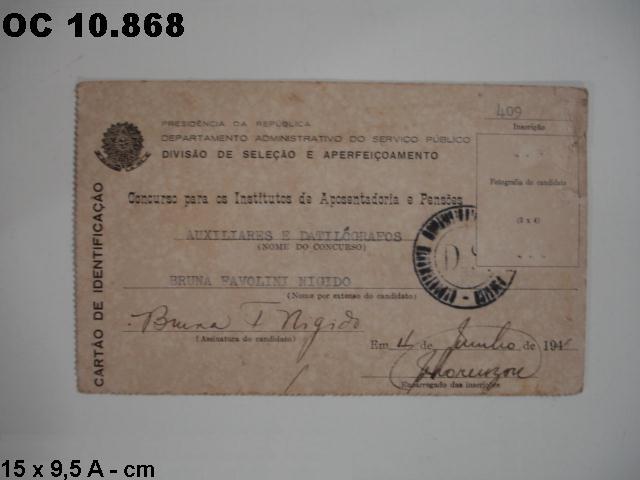 OC 10.868
409
PRESIDÊNCIA DA REPÚBLICA
Inscrição
DEPARTAMENTO ADMINISTRATIVO DO SERVIÇO PÚBLICO
DIVISÃO DE SELEÇÃO E APERFEIÇOAMENTO
Fotografia do candidato
(3 x 4)
Concurso para os Institutos de Aposentadoria e Pensões
AUXILIARES E DATILÓGRAFOS
(NOME DO CONCURSO)
BRUNA FAVOLINI NIGIDO
(Nome por extenso do candidato)
Bruna F Nigido
(Assinatura do candidato)
Em 4 de Junho de 194
Encarregado das inscrições
CARTÃO DE IDENTIFICAÇÃO
15 x 9,5 A - cm